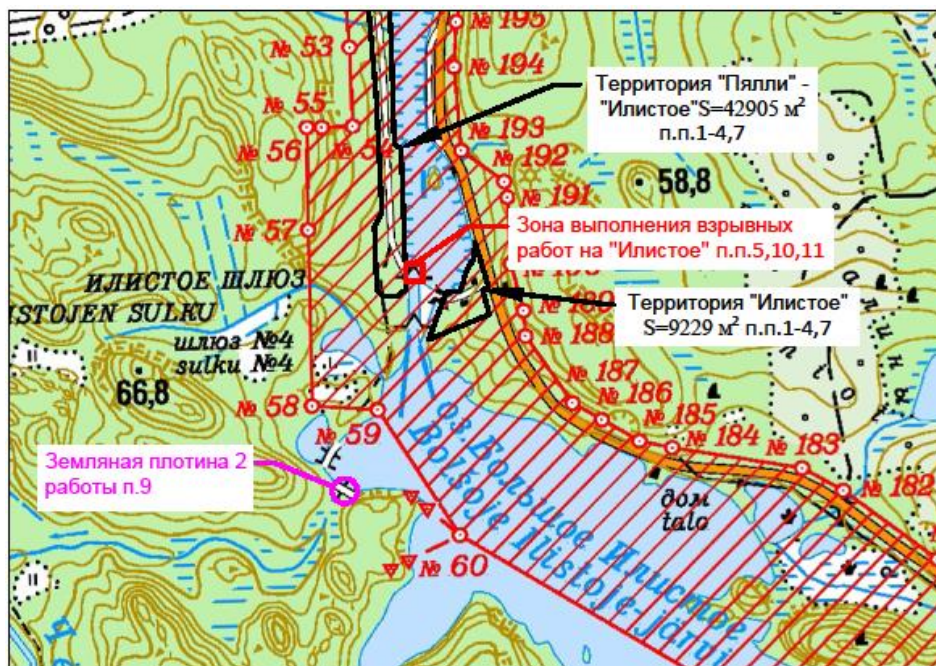 № 195
№ 53
№ 194
Территория "Пялли" -
"Илистое"S=42905 м²
п.п.1-4,7
№ 55
№ 54
№ 56
№ 193
№ 192
58,8
№ 191
№ 57
Зона выполнения взрывных
работ на "Илистое" п.п.5,10,11
ИЛИСТОЕ ШЛЮЗ
ISTOJEN SULKU
Территория "Илистое"
S=9229 м² п.п.1-4,7
№ 188
шлюз №4
sulku №4
66,8
№ 187
№ 186
№ 58
№ 59
№ 185
№ 184
№ 183
№ 182
Земляная плотина 2
работы п.9
дом
talo
оз.Большое Илистое
Bolšoje Ilistoje järvi
№ 60